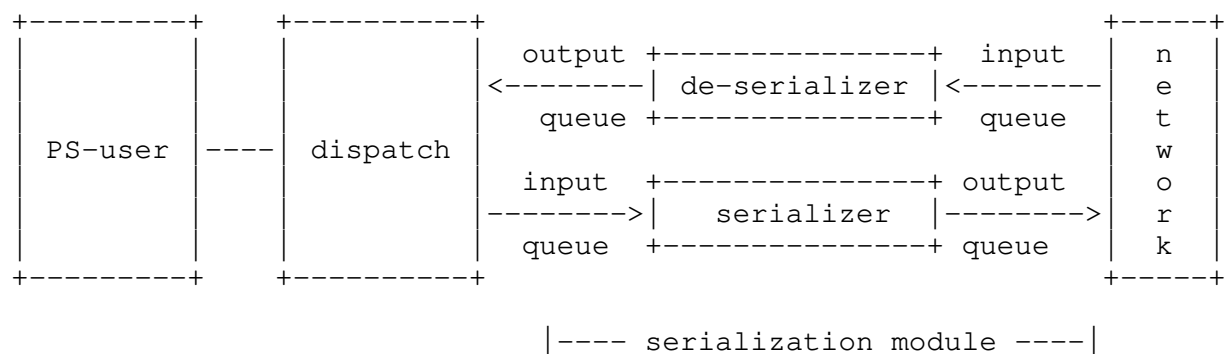 output input n
de-serializer e
queue queue t
PS-user dispatch w
input output o
serializer r
queue queue k
serialization module